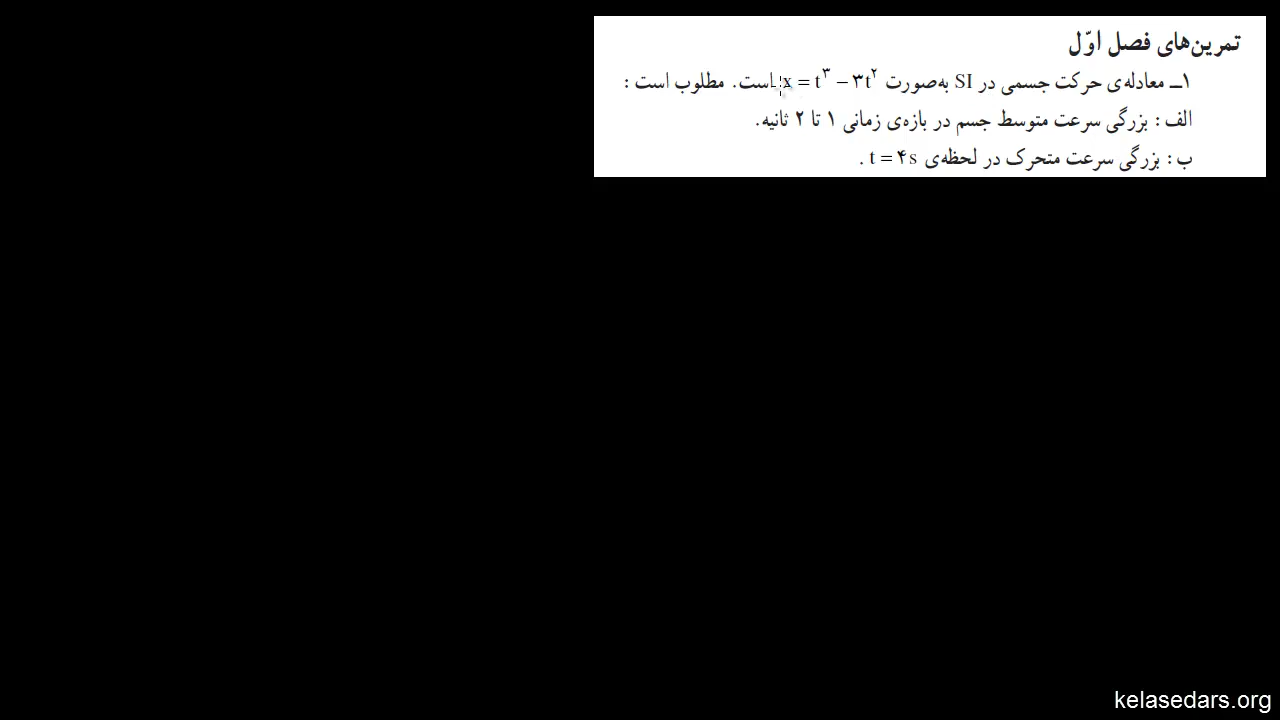 تمرین‌های فصل اوّل
۱ــ معادله‌ی حرکت جسمی در SI به‌صورت x = t³ − ۳t² است. مطلوب است :
الف : بزرگی سرعت متوسط جسم در بازه‌ی زمانی ۱ تا ۲ ثانیه.
ب : بزرگی سرعت متحرک در لحظه‌ی t = ۴s .
kelasedars.org